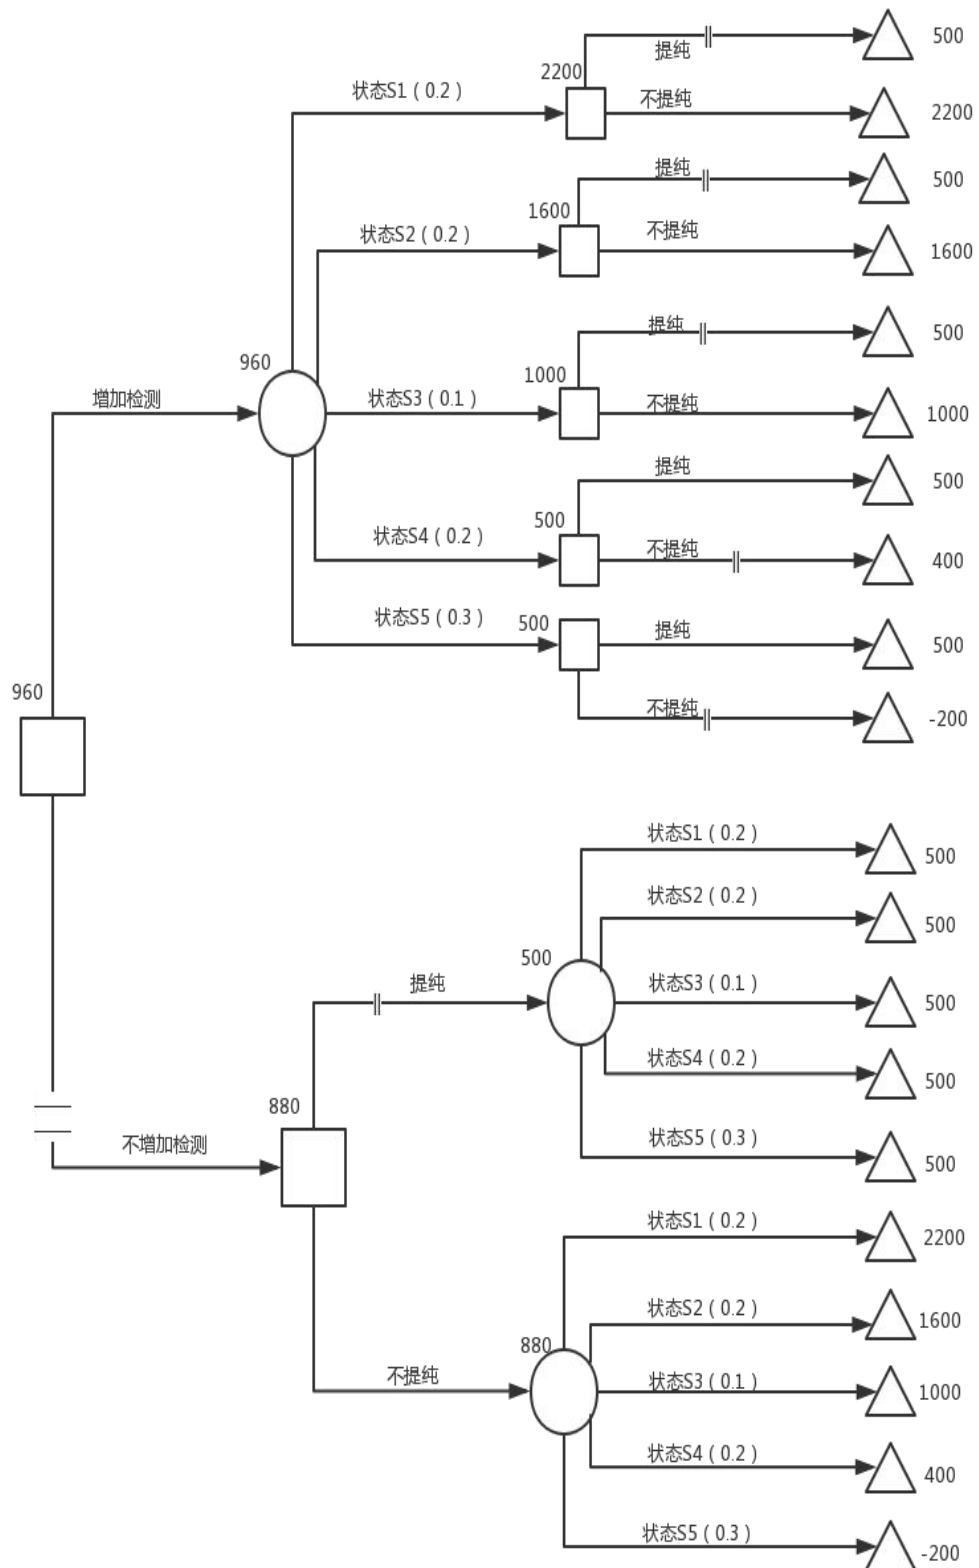 提纯
500
2200
状态S1（0.2）
不提纯
2200
提纯
500
1600
状态S2（0.2）
不提纯
1600
提纯
500
960
1000
增加检测
状态S3（0.1）
不提纯
1000
提纯
500
500
状态S4（0.2）
不提纯
400
500
状态S5（0.3）
提纯
500
960
不提纯
-200
状态S1（0.2）
500
状态S2（0.2）
500
500
提纯
状态S3（0.1）
500
状态S4（0.2）
500
880
不增加检测
状态S5（0.3）
500
状态S1（0.2）
2200
状态S2（0.2）
1600
880
不提纯
状态S3（0.1）
1000
状态S4（0.2）
400
状态S5（0.3）
-200